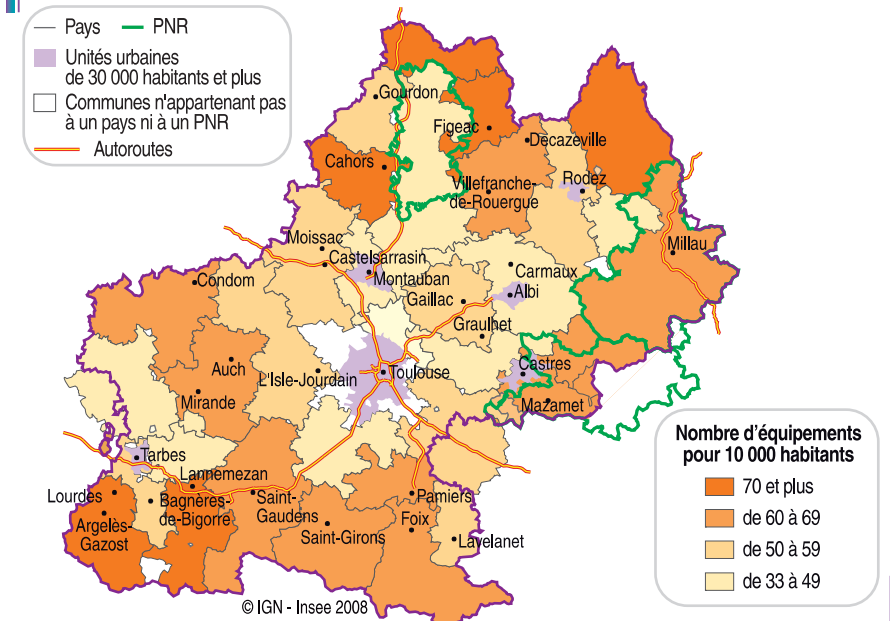 Pays PNR
Unités urbaines
de 30 000 habitants et plus
Communes n'appartenant pas
à un pays ni à un PNR
Autoroutes
Gourdon
Figeac
Decazeville
Cahors
Villefranche-
de-Rouergue
Rodez
Millau
Moissac
Castelsarrasin
Montauban
Carmaux
Albi
Gaillac
Condom
Graulhet
Auch
L'Isle-Jourdain
Toulouse
Castres
Mirande
Mazamet
Tarbes
Lannemezan
Lourdes
Bagnères-
de-Bigorre
Saint-
Gaudens
Pamiers
Argelès-
Gazost
Foix
Saint-Girons
Lavelanet
© IGN - Insee 2008
Nombre d'équipements
pour 10 000 habitants
70 et plus
de 60 à 69
de 50 à 59
de 33 à 49